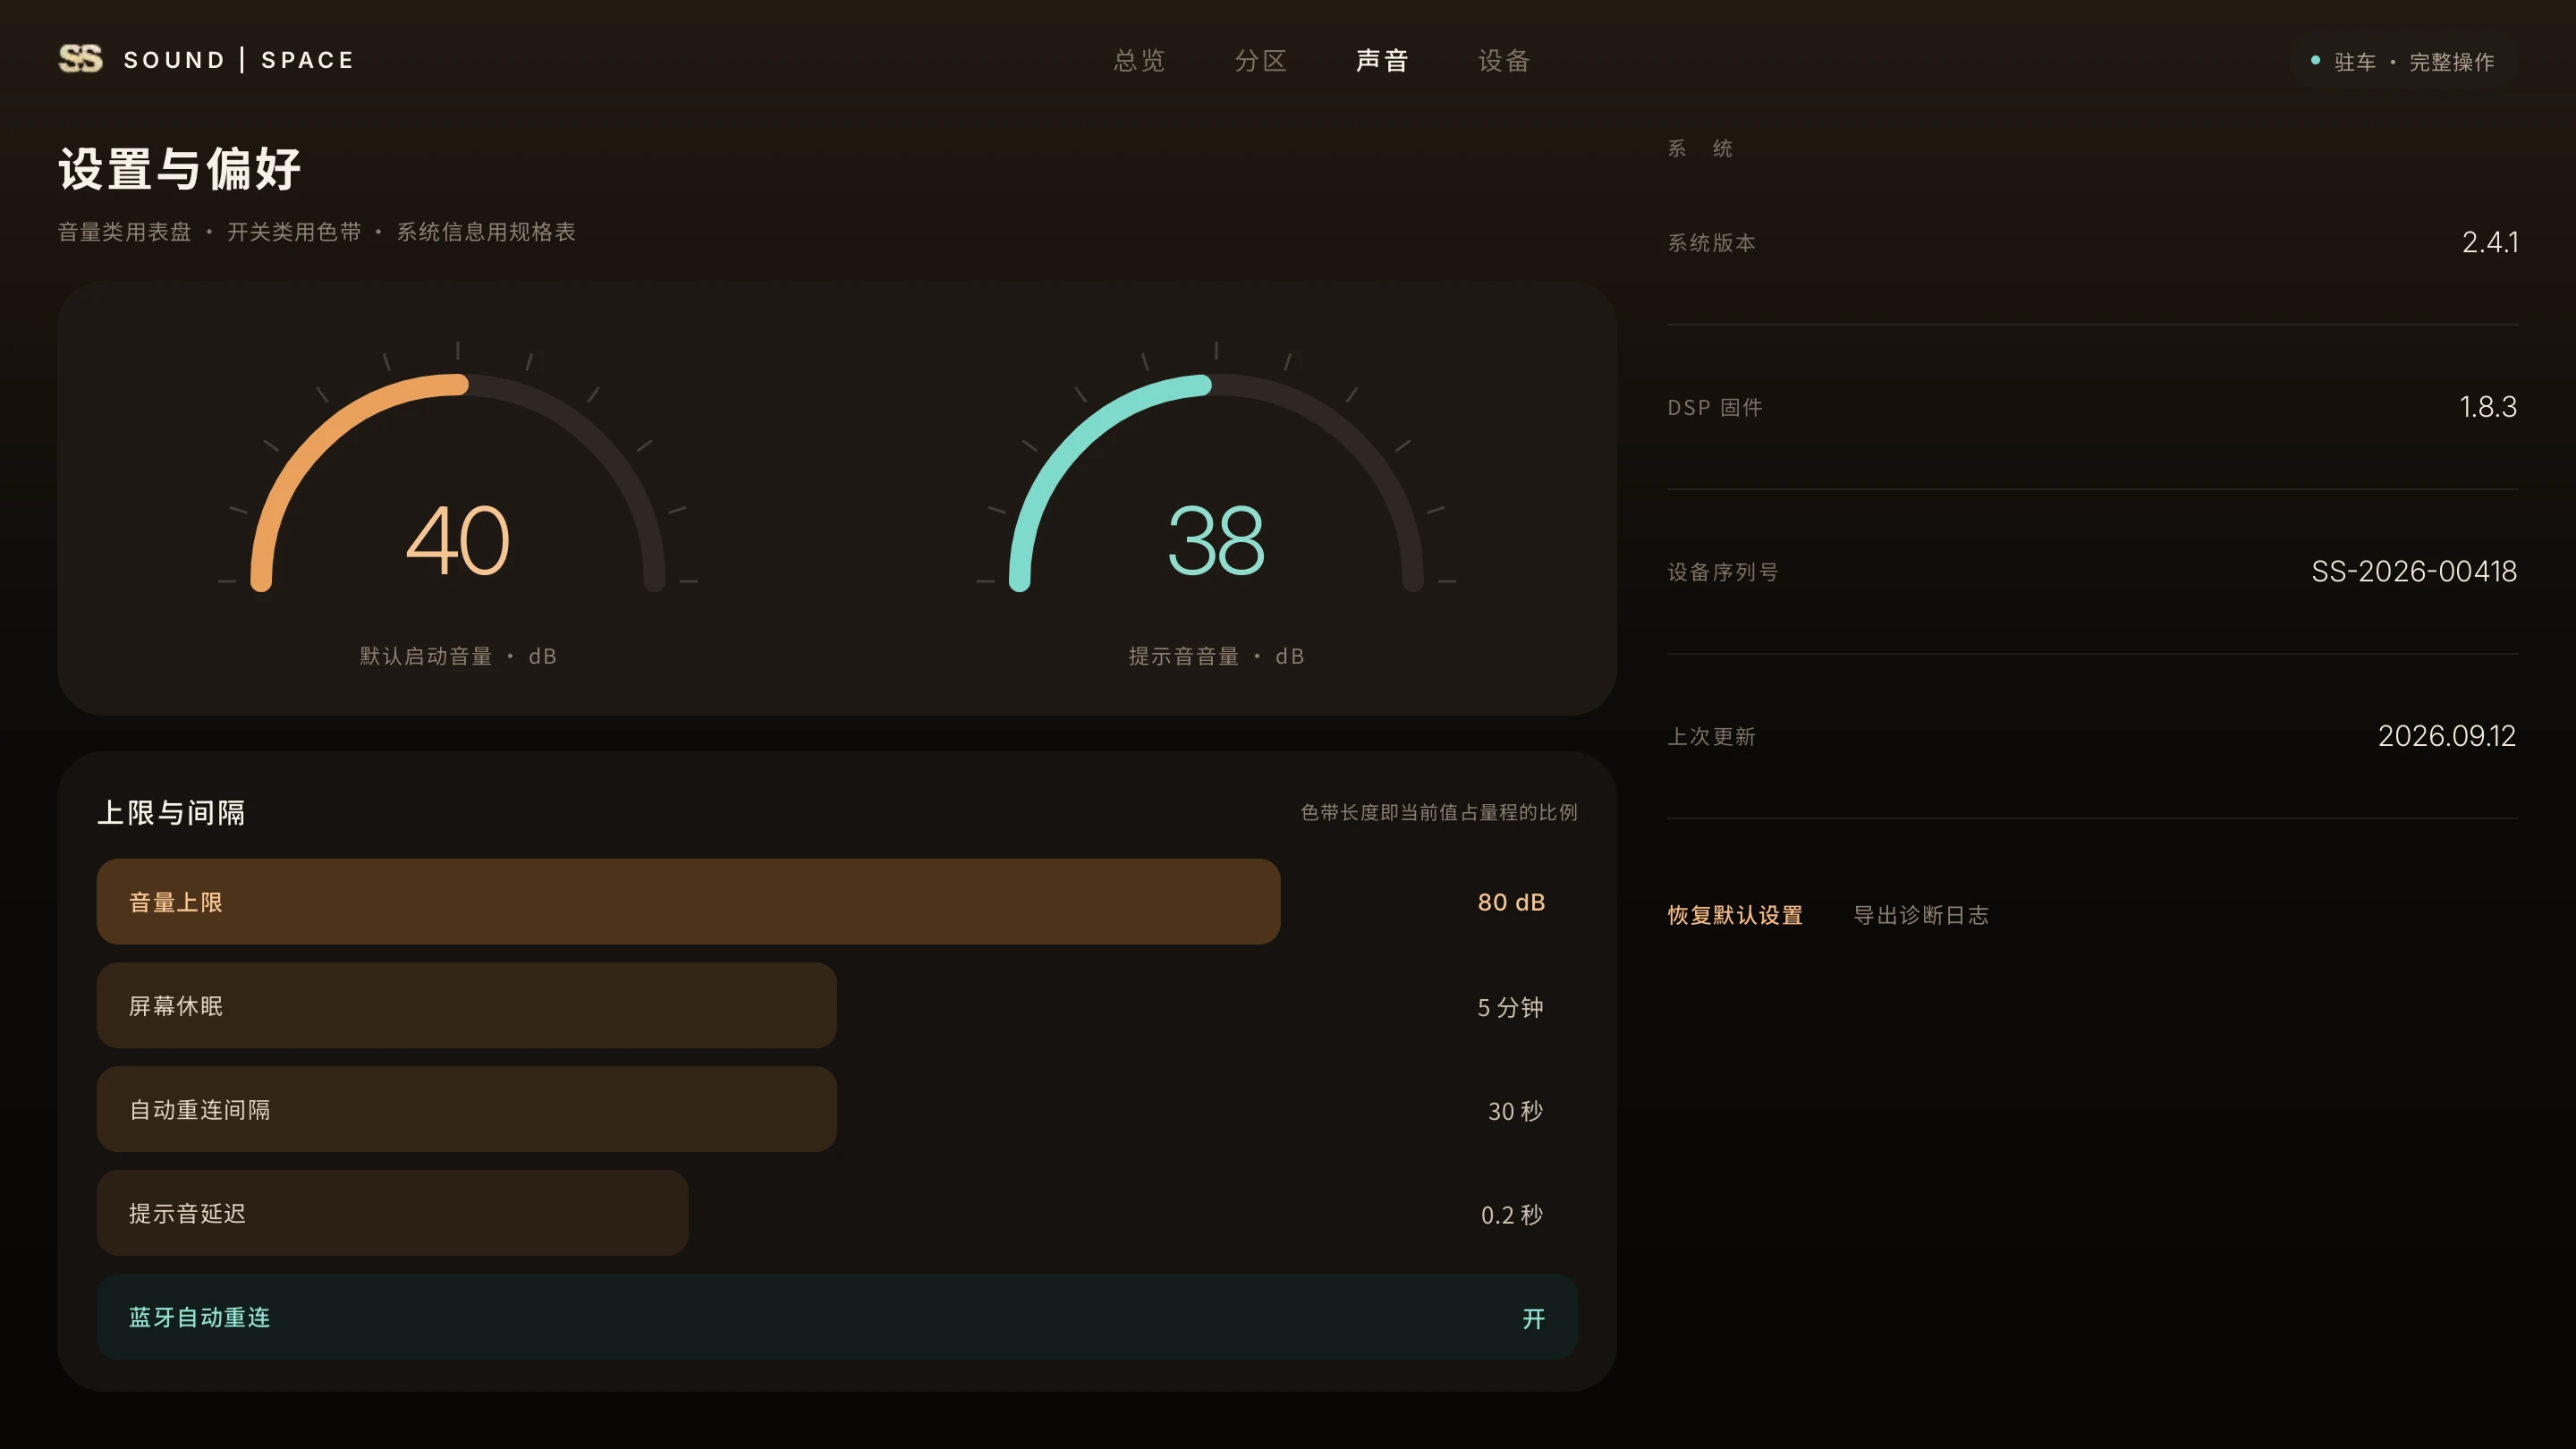 SS SOUND | SPACE
总览 分区 声音 设备
驻车 · 完整操作
设置与偏好
音量类用表盘 · 开关类用色带 · 系统信息用规格表
40
默认启动音量 · dB
38
提示音音量 · dB
上限与间隔
色带长度即当前值占量程的比例
音量上限 80 dB
屏幕休眠 5 分钟
自动重连间隔 30 秒
提示音延迟 0.2 秒
蓝牙自动重连 开
系 统
系统版本 2.4.1
DSP 固件 1.8.3
设备序列号 SS-2026-00418
上次更新 2026.09.12
恢复默认设置 导出诊断日志